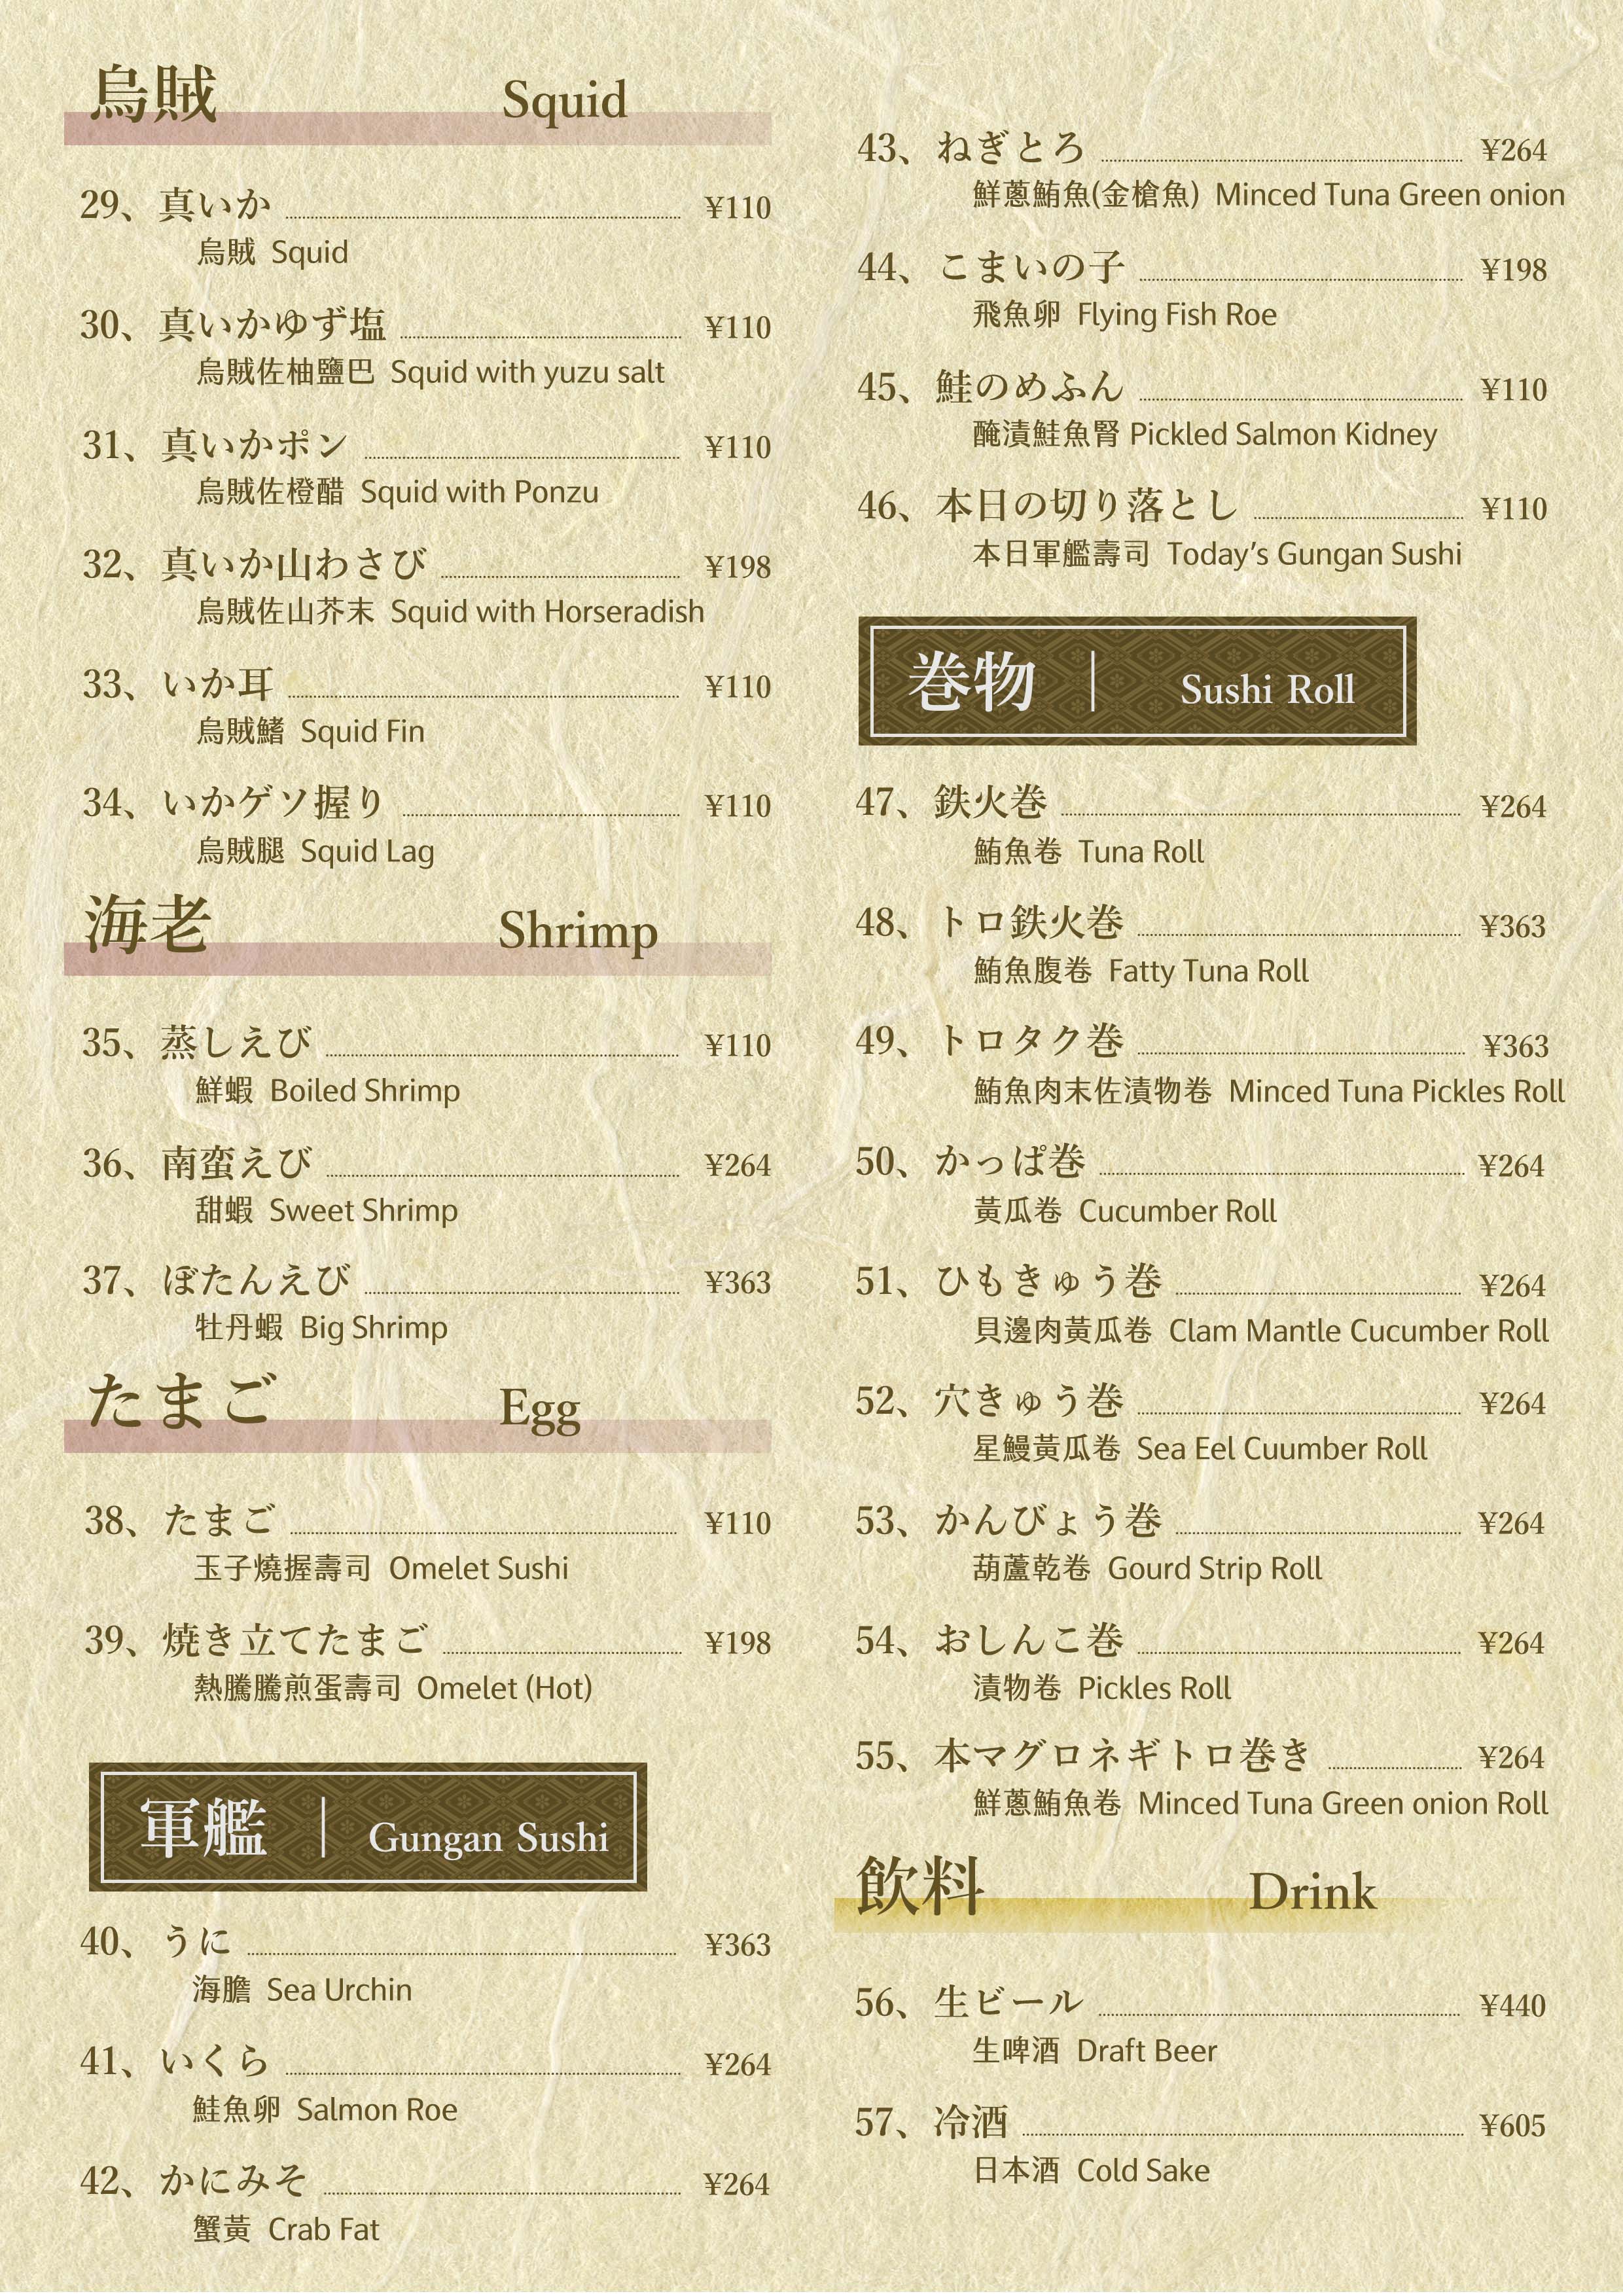 烏賊 Squid
29、真いか ¥110
烏賊 Squid
30、真いかゆず塩 ¥110
烏賊佐柚鹽巴 Squid with yuzu salt
31、真いかポン ¥110
烏賊佐橙醋 Squid with Ponzu
32、真いか山わさび ¥198
烏賊佐山芥末 Squid with Horseradish
33、いか耳 ¥110
烏賊鰭 Squid Fin
34、いかゲソ握り ¥110
烏賊腿 Squid Lag
海老 Shrimp
35、蒸しえび ¥110
鮮蝦 Boiled Shrimp
36、南蛮えび ¥264
甜蝦 Sweet Shrimp
37、ぼたんえび ¥363
牡丹蝦 Big Shrimp
たまご Egg
38、たまご ¥110
玉子燒握壽司 Omelet Sushi
39、焼き立てたまご ¥198
熱騰騰煎蛋壽司 Omelet (Hot)
軍艦 | Gungan Sushi
40、うに ¥363
海膽 Sea Urchin
41、いくら ¥264
鮭魚卵 Salmon Roe
42、かにみそ ¥264
蟹黃 Crab Fat
43、ねぎとろ ¥264
鮮蔥鮪魚(金槍魚) Minced Tuna Green onion
44、こまいの子 ¥198
飛魚卵 Flying Fish Roe
45、鮭のめふん ¥110
醃漬鮭魚腎 Pickled Salmon Kidney
46、本日の切り落とし ¥110
本日軍艦壽司 Today's Gungan Sushi
巻物 | Sushi Roll
47、鉄火巻 ¥264
鮪魚卷 Tuna Roll
48、トロ鉄火巻 ¥363
鮪魚腹卷 Fatty Tuna Roll
49、トロタク巻 ¥363
鮪魚肉末佐漬物卷 Minced Tuna Pickles Roll
50、かっぱ巻 ¥264
黃瓜卷 Cucumber Roll
51、ひもきゅう巻 ¥264
貝邊肉黃瓜卷 Clam Mantle Cucumber Roll
52、穴きゅう巻 ¥264
星鰻黃瓜卷 Sea Eel Cuumber Roll
53、かんぴょう巻 ¥264
葫蘆乾卷 Gourd Strip Roll
54、おしんこ巻 ¥264
漬物卷 Pickles Roll
55、本マグロネギトロ巻き ¥264
鮮蔥鮪魚卷 Minced Tuna Green onion Roll
飲料 Drink
56、生ビール ¥440
生啤酒 Draft Beer
57、冷酒 ¥605
日本酒 Cold Sake